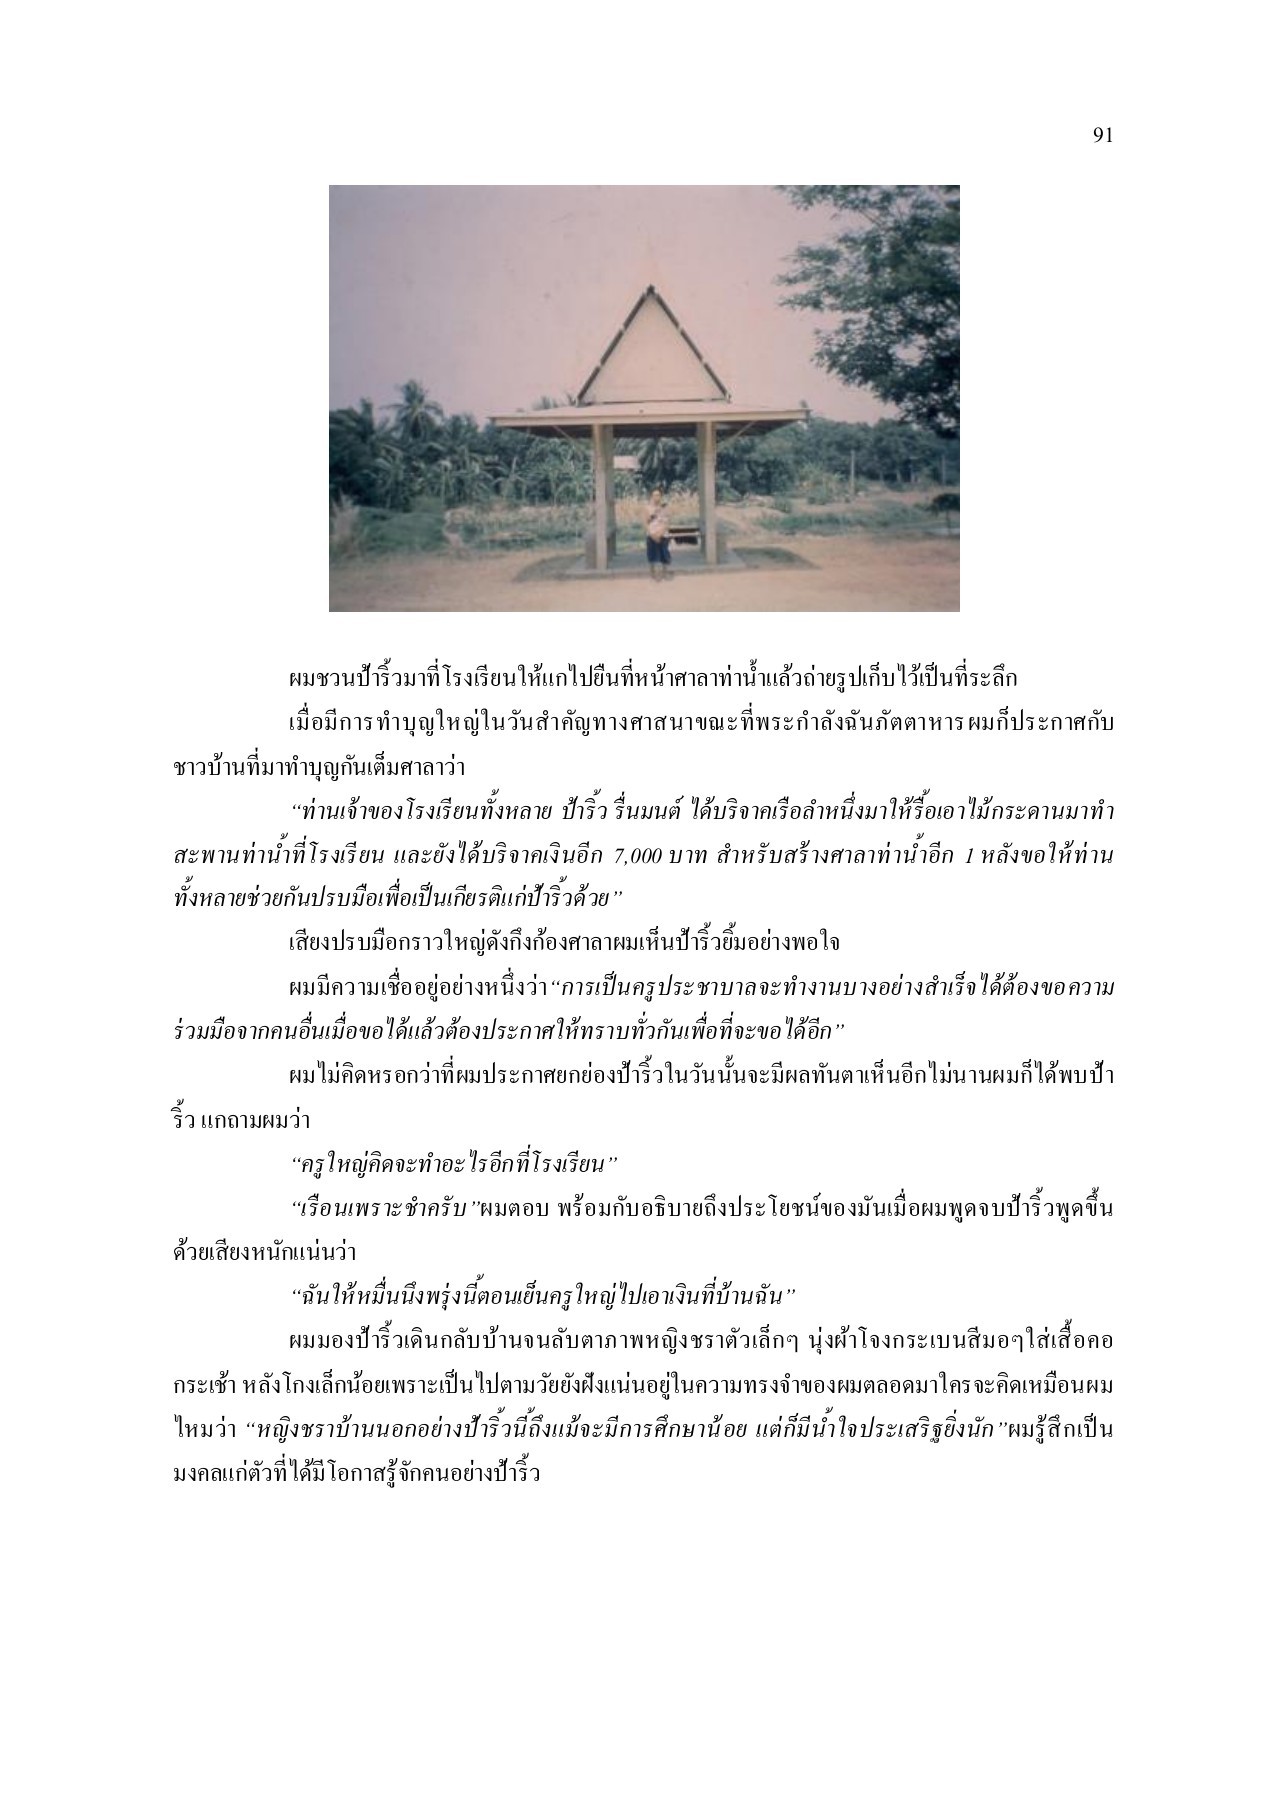 91
ผมชวนป้าริ้วมาที่โรงเรียนให้แกไปยืนที่หน้าศาลาท่าน้ำแล้วถ่ายรูปเก็บไว้เป็นที่ระลึก
เมื่อมีการทำบุญใหญ่ในวันสำคัญทางศาสนาขณะที่พระกำลังฉันภัตตาหาร ผมก็ประกาศกับ
ชาวบ้านที่มาทำบุญกันเต็มศาลาว่า
“ท่านเจ้าของโรงเรียนทั้งหลาย ป้าริ้ว รื่นมนต์ ได้บริจาคเรือลำหนึ่งมาให้รื้อเอาไม้กระดานมาทำ
สะพานท่าน้ำที่โรงเรียน และยังได้บริจาคเงินอีก 7,000 บาท สำหรับสร้างศาลาท่าน้ำอีก 1 หลังขอให้ท่าน
ทั้งหลายช่วยกันปรบมือเพื่อเป็นเกียรติแก่ป้าริ้วด้วย”
เสียงปรบมือกราวใหญ่ดังกึงก้องศาลาผมเห็นป้าริ้วยิ้มอย่างพอใจ
ผมมีความเชื่ออยู่อย่างหนึ่งว่า“การเป็นครูประชาบาลจะทำงานบางอย่างสำเร็จได้ต้องขอความ
ร่วมมือจากคนอื่นเมื่อขอได้แล้วต้องประกาศให้ทราบทั่วกันเพื่อที่จะขอได้อีก”
ผมไม่คิดหรอกว่าที่ผมประกาศยกย่องป้าริ้วในวันนั้นจะมีผลทันตาเห็นอีกไม่นานผมก็ได้พบป้า
ริ้ว แกถามผมว่า
“ครูใหญ่คิดจะทำอะไรอีกที่โรงเรียน”
“เรือนเพราะชำครับ”ผมตอบ พร้อมกับอธิบายถึงประโยชน์ของมันเมื่อผมพูดจบป้าริ้วพูดขึ้น
ด้วยเสียงหนักแน่นว่า
“ฉันให้หมื่นนึงพรุ่งนี้ตอนเย็นครูใหญ่ไปเอาเงินที่บ้านฉัน”
ผมมองป้าริ้วเดินกลับบ้านจนลับตาภาพหญิงชราตัวเล็กๆ นุ่งผ้าโจงกระเบนสีมอๆใส่เสื้อคอ
กระเช้า หลังโกงเล็กน้อยเพราะเป็นไปตามวัยยังฝังแน่นอยู่ในความทรงจำของผมตลอดมาใครจะคิดเหมือนผม
ไหมว่า “หญิงชราบ้านนอกอย่างป้าริ้วนี้ถึงแม้จะมีการศึกษาน้อย แต่ก็มีน้ำใจประเสริฐยิ่งนัก”ผมรู้สึกเป็น
มงคลแก่ตัวที่ได้มีโอกาสรู้จักคนอย่างป้าริ้ว